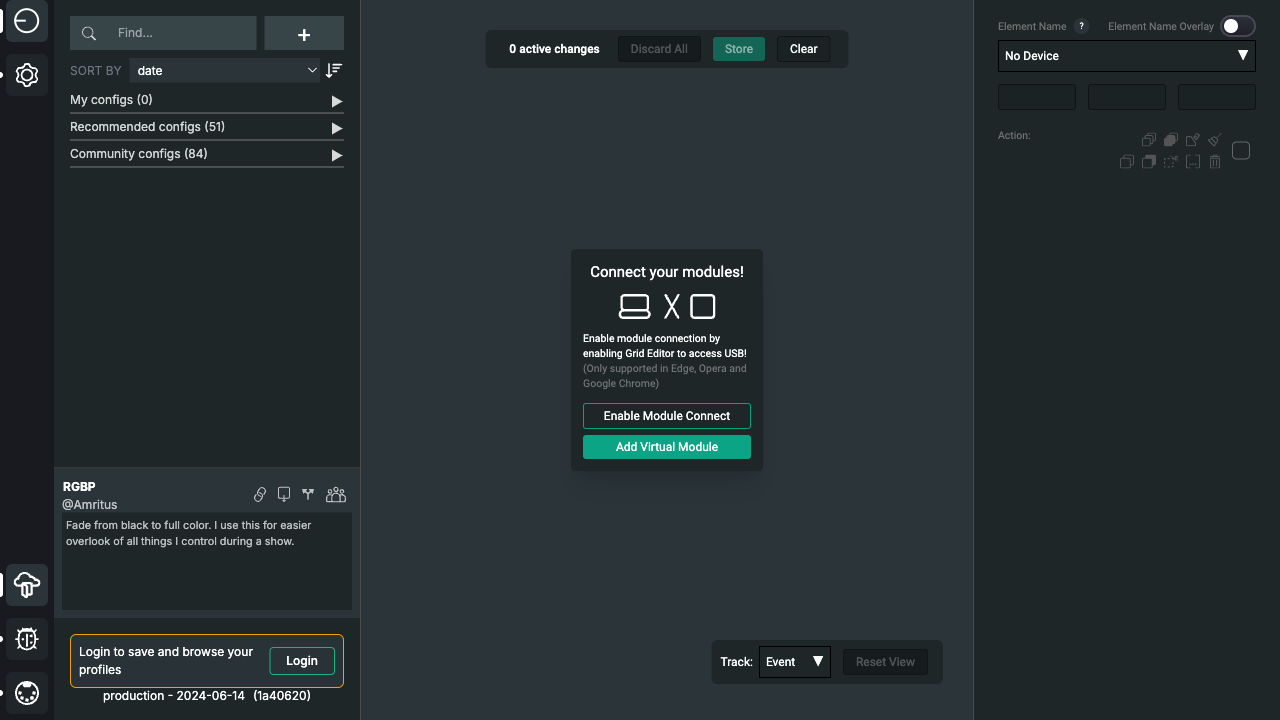 Find...
+
SORT BY date
My configs (0)
Recommended configs (51)
Community configs (84)
RGBP
@Amritus
Fade from black to full color. I use this for easier
overlook of all things I control during a show.
Login to save and browse your
profiles
Login
production - 2024-06-14 (1a40620)
0 active changes Discard All Store Clear
Connect your modules!
Enable module connection by
enabling Grid Editor to access USB!
(Only supported in Edge, Opera and
Google Chrome)
Enable Module Connect
Add Virtual Module
Track: Event Reset View
Element Name ? Element Name Overlay
No Device
Action: